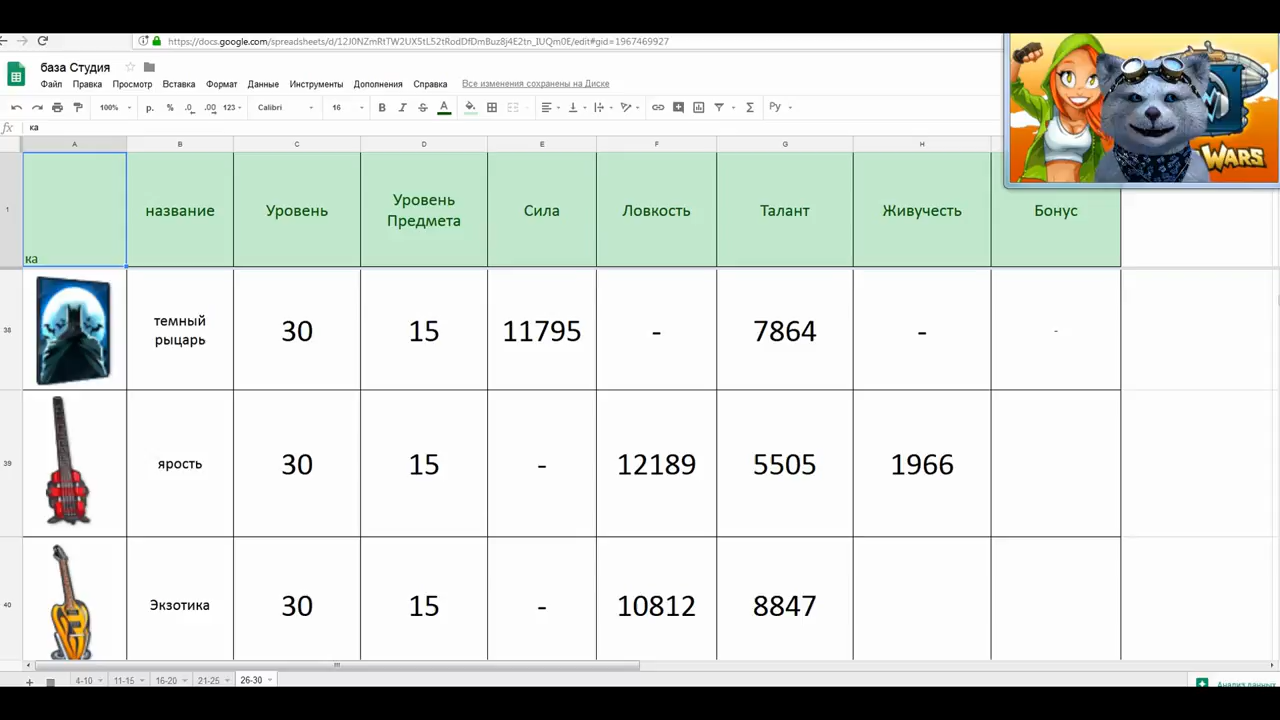 https://docs.google.com/spreadsheets/d/12J0NZmRtTW2UX5tL52tRodDfDmBuz8j4E2tn_IUQm0E/edit#gid=1967469927
база Студия
Файл Правка Просмотр Вставка Формат Данные Инструменты Дополнения Справка Все изменения сохранены на Диске
100% р. % .0 .00 123 Calibri 16 B I S A Σ Ру
fx ка
WARS
A B C D E F G H
1 ка название Уровень Уровень Предмета Сила Ловкость Талант Живучесть Бонус
38 темный рыцарь 30 15 11795 - 7864 - -
39 ярость 30 15 - 12189 5505 1966
40 Экзотика 30 15 - 10812 8847
+ 4-10 11-15 16-20 21-25 26-30 Анализ данных